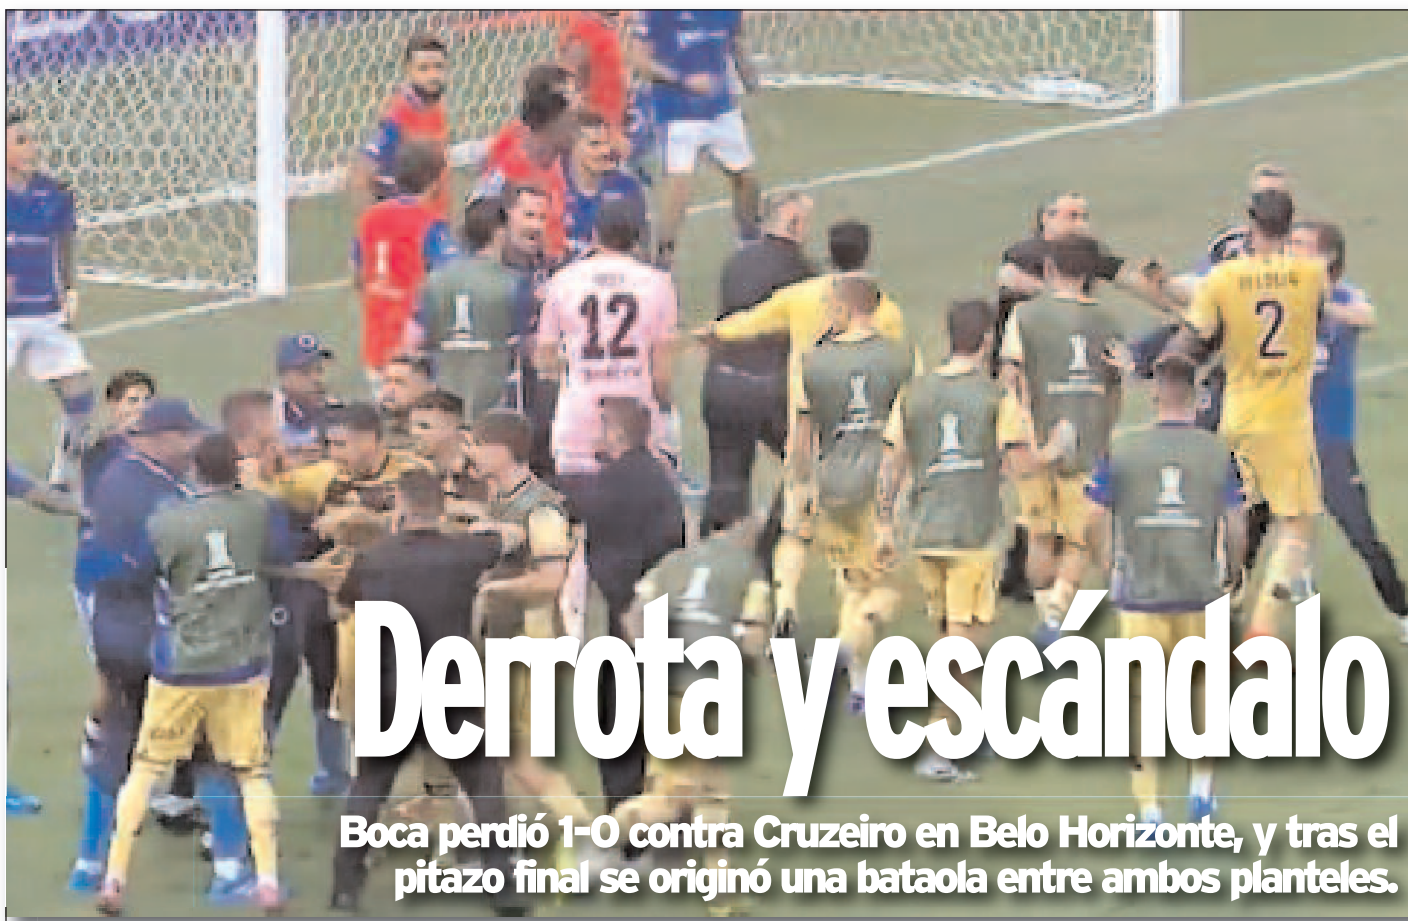 12
2
Derrota y escándalo
Boca perdió 1-0 contra Cruzeiro en Belo Horizonte, y tras el
pitazo final se originó una bataola entre ambos planteles.